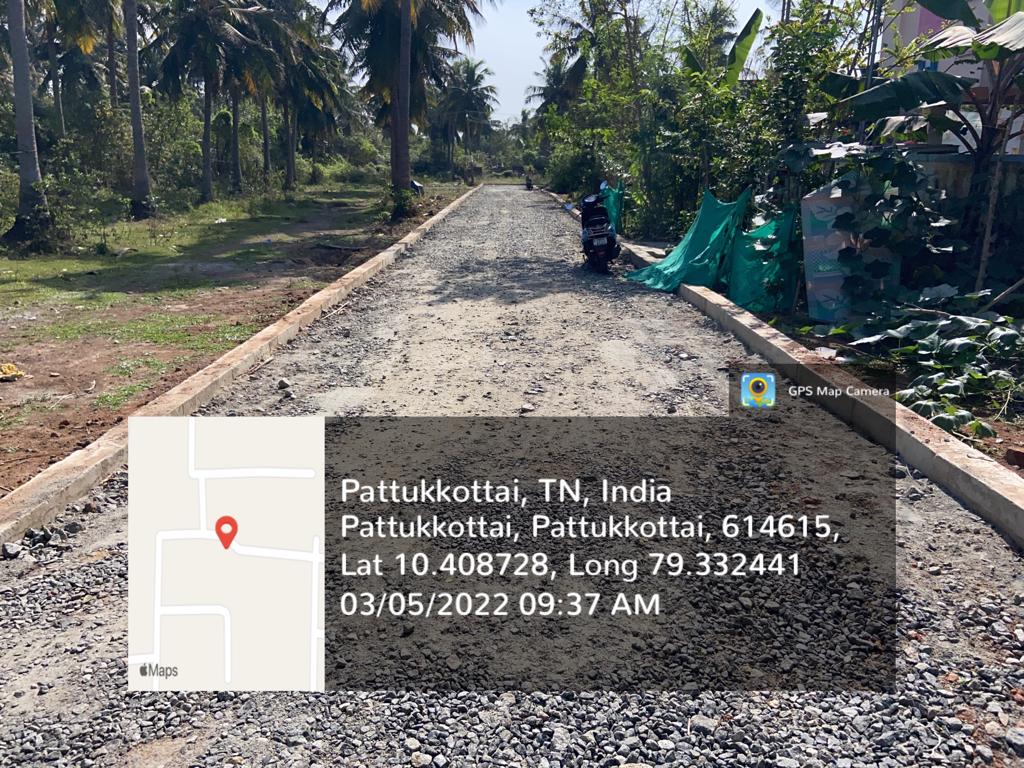 GPS Map Camera
Pattukkottai, TN, India
Pattukkottai, Pattukkottai, 614615,
Lat 10.408728, Long 79.332441
03/05/2022 09:37 AM
Maps